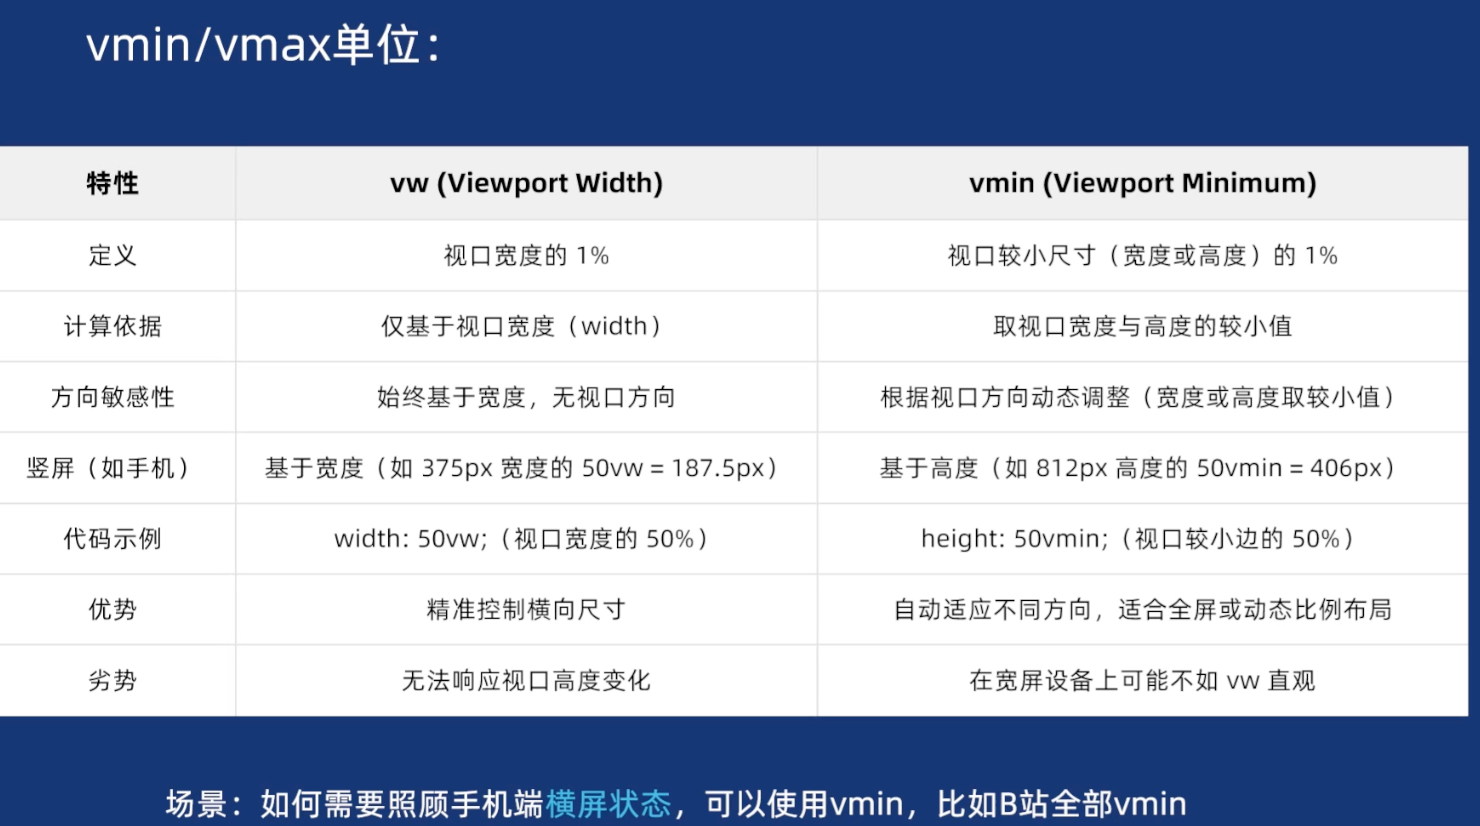 vmin/vmax单位：
特性 vw (Viewport Width) vmin (Viewport Minimum)
定义 视口宽度的 1% 视口较小尺寸（宽度或高度）的 1%
计算依据 仅基于视口宽度（width） 取视口宽度与高度的较小值
方向敏感性 始终基于宽度，无视口方向 根据视口方向动态调整（宽度或高度取较小值）
竖屏（如手机） 基于宽度（如 375px 宽度的 50vw = 187.5px） 基于高度（如 812px 高度的 50vmin = 406px）
代码示例 width: 50vw;（视口宽度的 50%） height: 50vmin;（视口较小边的 50%）
优势 精准控制横向尺寸 自动适应不同方向，适合全屏或动态比例布局
劣势 无法响应视口高度变化 在宽屏设备上可能不如 vw 直观
场景：如何需要照顾手机端横屏状态，可以使用vmin，比如B站全部vmin